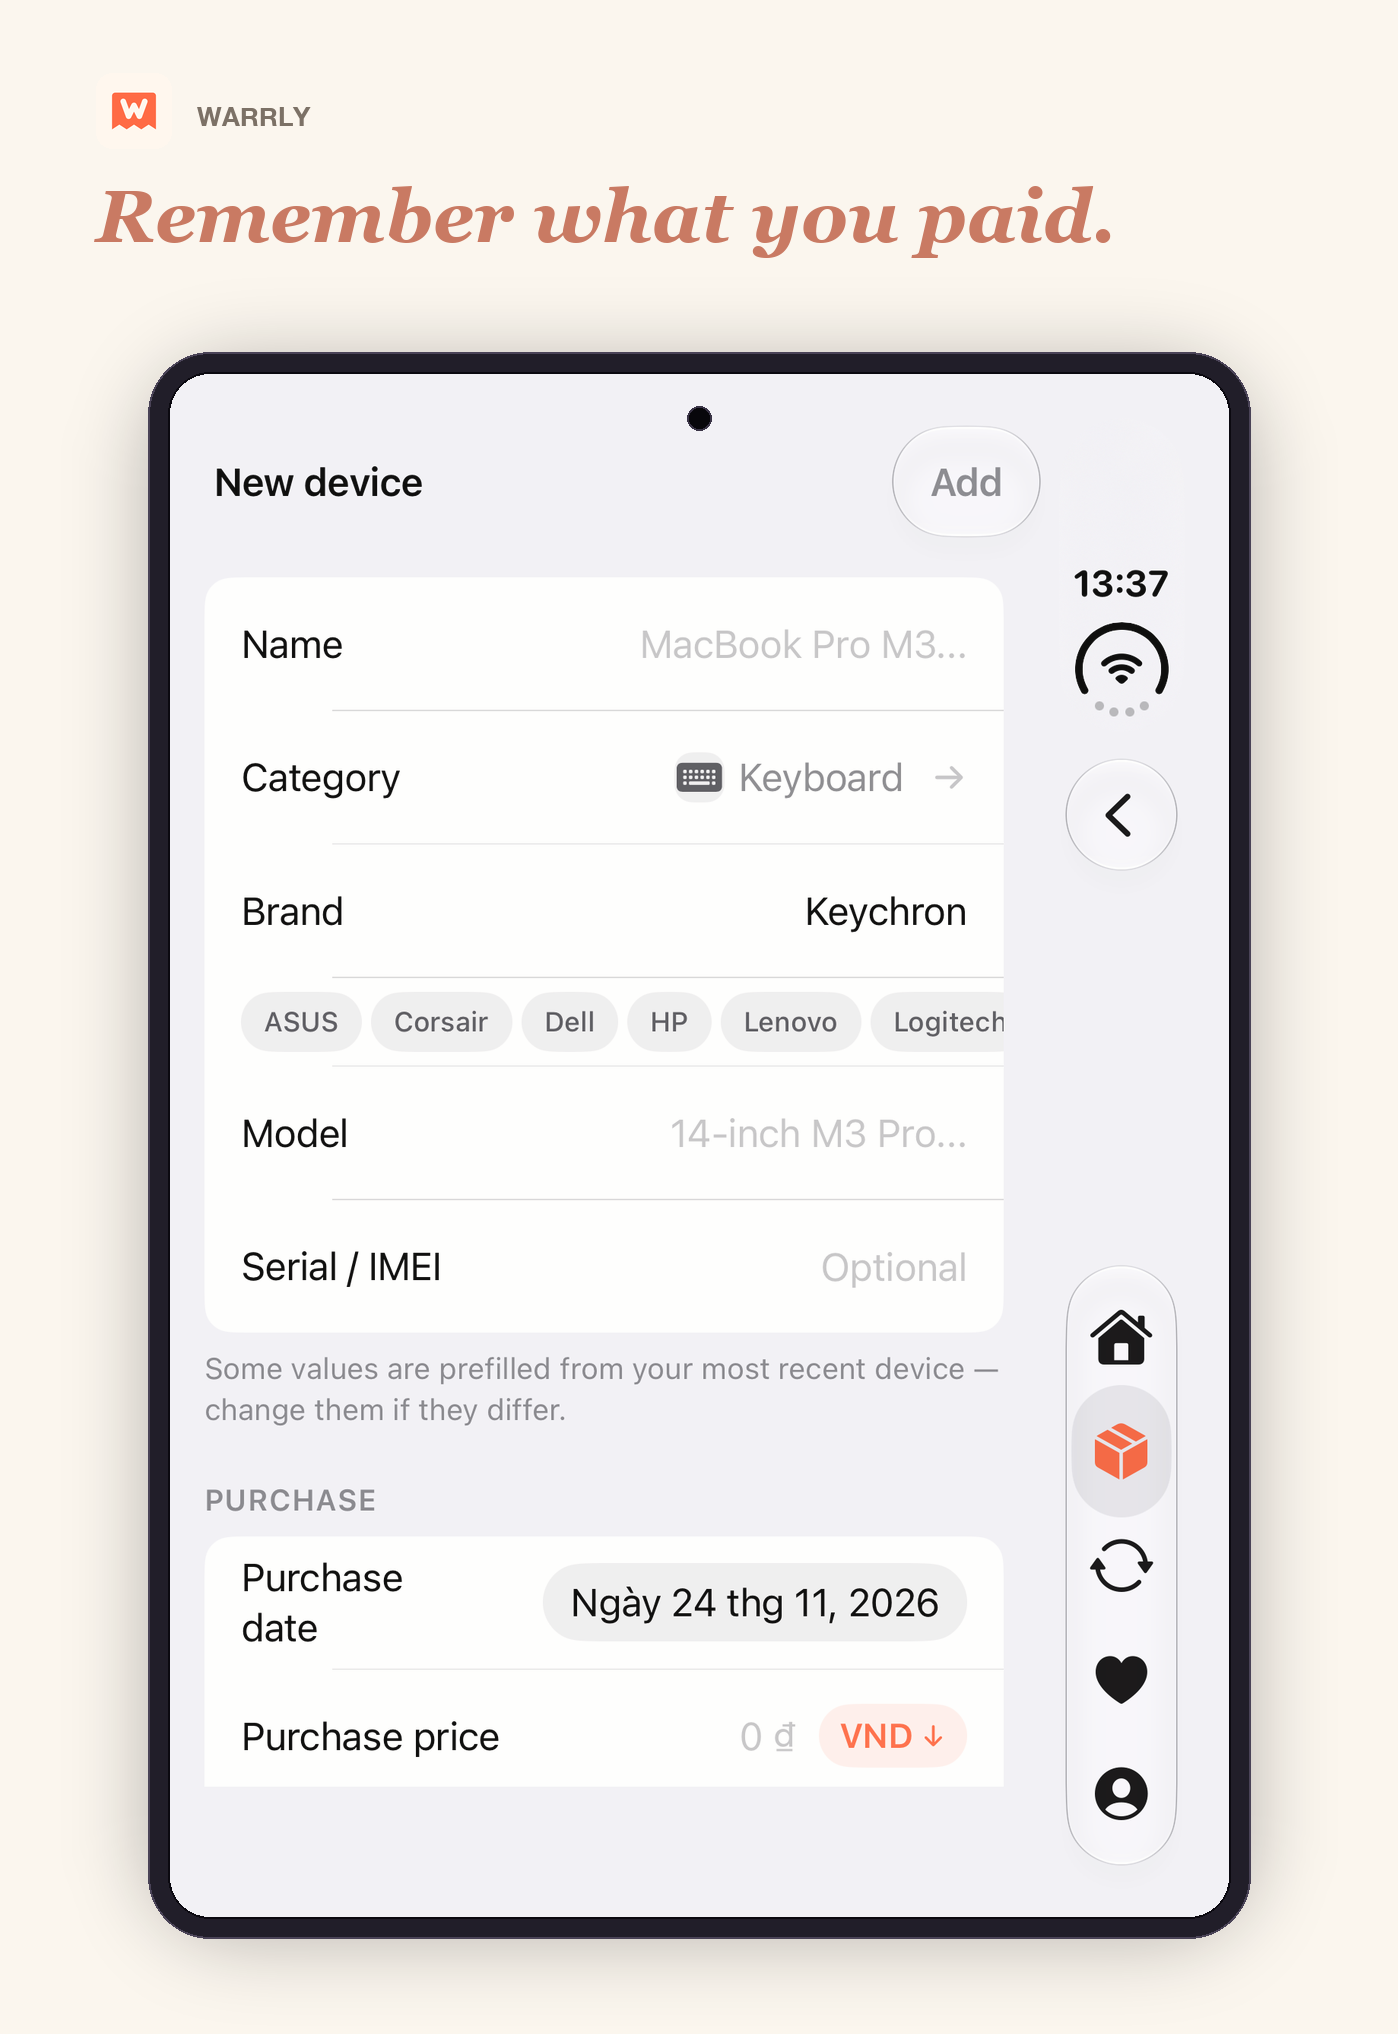 WARRLY
Remember what you paid.
New device
Add
13:37
Name
MacBook Pro M3...
Category
Keyboard
Brand
Keychron
ASUS
Corsair
Dell
HP
Lenovo
Logitech
Model
14-inch M3 Pro...
Serial / IMEI
Optional
Some values are prefilled from your most recent device —
change them if they differ.
PURCHASE
Purchase
date
Ngày 24 thg 11, 2026
Purchase price
0 ₫
VND